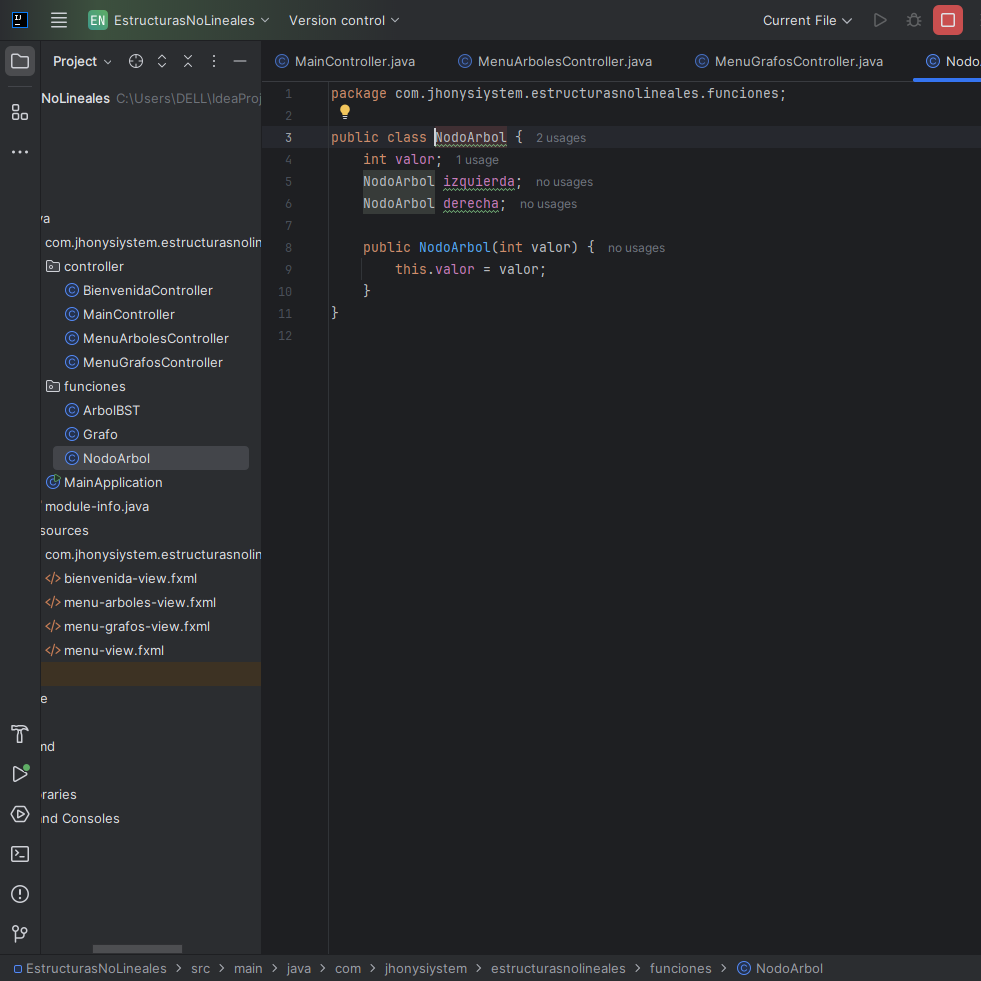 EN EstructurasNoLineales Version control Current File
Project
NoLineales C:\Users\DELL\IdeaProj
va
com.jhonysiystem.estructurasnolin
controller
BienvenidaController
MainController
MenuArbolesController
MenuGrafosController
funciones
ArbolBST
Grafo
NodoArbol
MainApplication
module-info.java
sources
com.jhonysiystem.estructurasnolin
bienvenida-view.fxml
menu-arboles-view.fxml
menu-grafos-view.fxml
menu-view.fxml
e
md
raries
nd Consoles
MainController.java MenuArbolesController.java MenuGrafosController.java Nodo
1 package com.jhonysiystem.estructurasnolineales.funciones;
2
3 public class NodoArbol { 2 usages
4 int valor; 1 usage
5 NodoArbol izquierda; no usages
6 NodoArbol derecha; no usages
7
8 public NodoArbol(int valor) { no usages
9 this.valor = valor;
10 }
11 }
12
EstructurasNoLineales > src > main > java > com > jhonysiystem > estructurasnolineales > funciones > NodoArbol